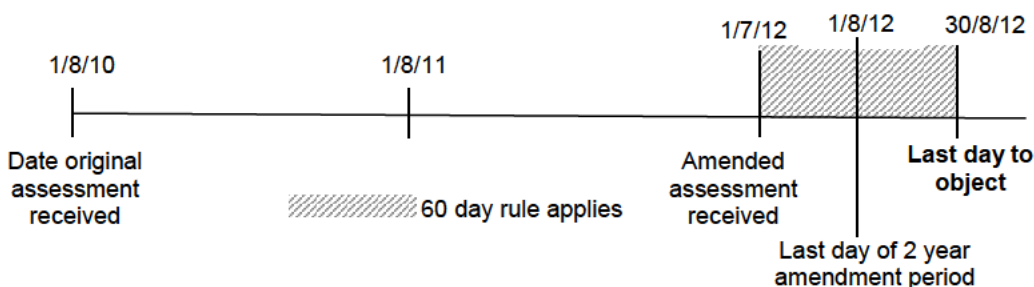 1/8/10
1/8/11
1/7/12
1/8/12
30/8/12
Date original
assessment
received
60 day rule applies
Amended
assessment
received
Last day to
object
Last day of 2 year
amendment period